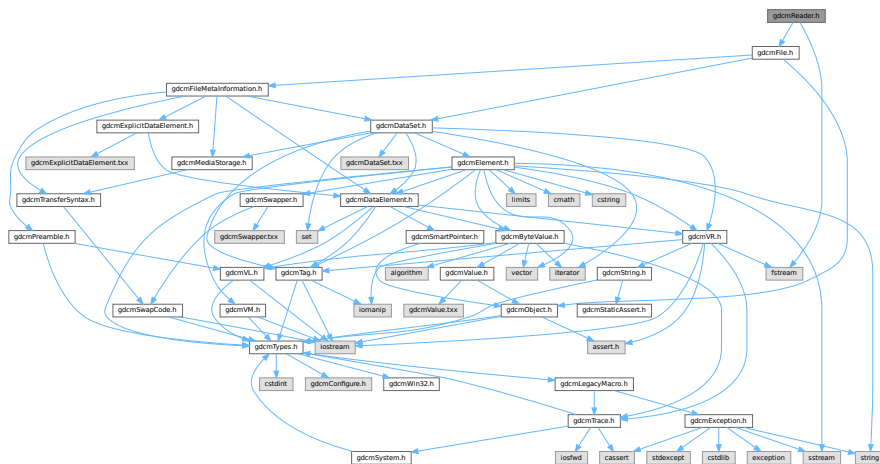 gdcmReader.h
gdcmFile.h
gdcmFileMetaInformation.h
gdcmExplicitDataElement.h
gdcmDataSet.h
gdcmExplicitDataElement.txx
gdcmMediaStorage.h
gdcmDataSet.txx
gdcmElement.h
gdcmTransferSyntax.h
gdcmSwapper.h
gdcmDataElement.h
limits
cmath
cstring
gdcmPreamble.h
gdcmSwapper.txx
set
gdcmSmartPointer.h
gdcmByteValue.h
gdcmVR.h
gdcmVL.h
gdcmTag.h
algorithm
gdcmValue.h
vector
iterator
gdcmString.h
fstream
gdcmSwapCode.h
gdcmVM.h
iomanip
gdcmValue.txx
gdcmObject.h
gdcmStaticAssert.h
gdcmTypes.h
iostream
assert.h
cstdint
gdcmConfigure.h
gdcmWin32.h
gdcmLegacyMacro.h
gdcmTrace.h
gdcmException.h
gdcmSystem.h
iosfwd
cassert
stdexcept
cstdlib
exception
sstream
string